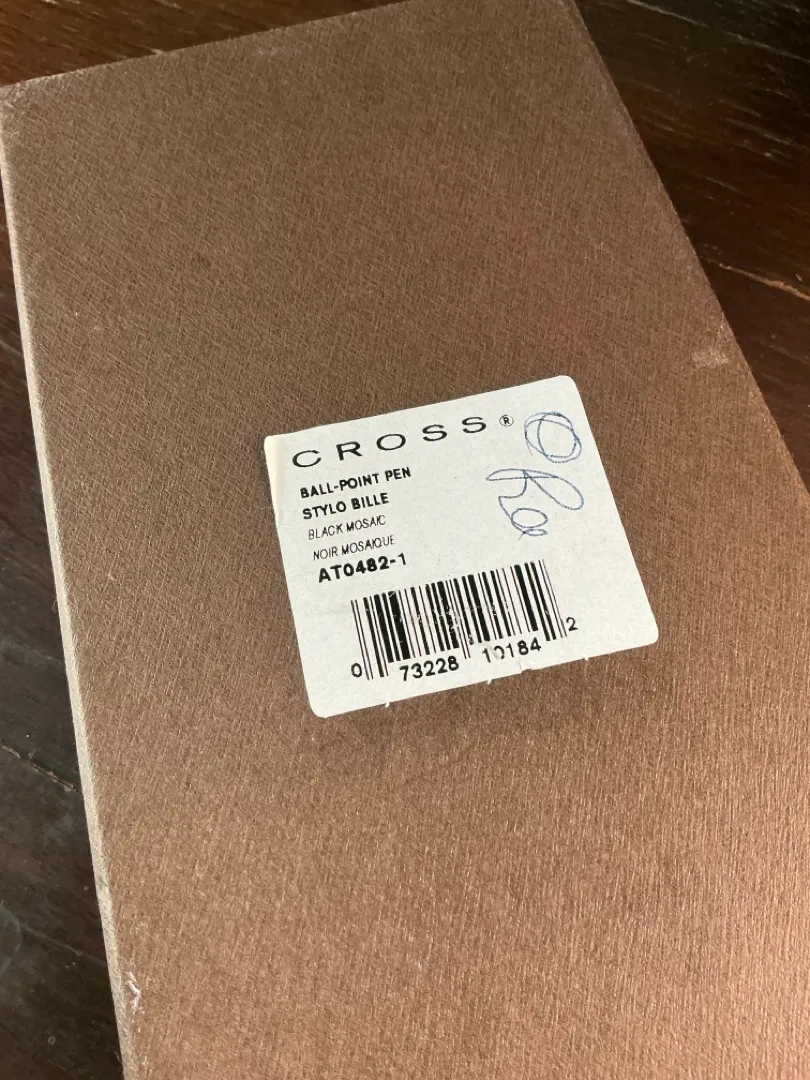 CROSS®
BALL-POINT PEN
STYLO BILLE
BLACK MOSAIC
NOIR MOSAIQUE
AT0482-1
0 73228 10184 2